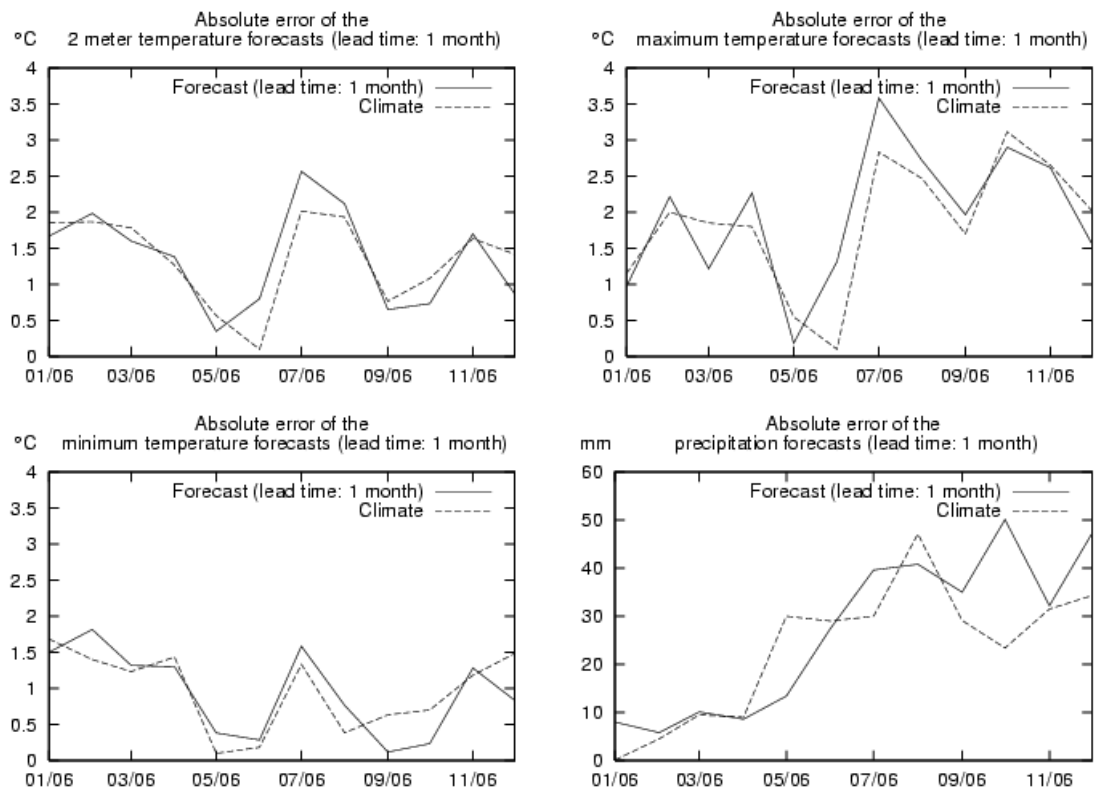 Absolute error of the
°C 2 meter temperature forecasts (lead time: 1 month)
4
3.5
3
2.5
2
1.5
1
0.5
0
Forecast (lead time: 1 month)
Climate
01/06 03/06 05/06 07/06 09/06 11/06
Absolute error of the
°C maximum temperature forecasts (lead time: 1 month)
4
3.5
3
2.5
2
1.5
1
0.5
0
Forecast (lead time: 1 month)
Climate
01/06 03/06 05/06 07/06 09/06 11/06
Absolute error of the
°C minimum temperature forecasts (lead time: 1 month)
4
3.5
3
2.5
2
1.5
1
0.5
0
Forecast (lead time: 1 month)
Climate
01/06 03/06 05/06 07/06 09/06 11/06
Absolute error of the
mm precipitation forecasts (lead time: 1 month)
60
50
40
30
20
10
0
Forecast (lead time: 1 month)
Climate
01/06 03/06 05/06 07/06 09/06 11/06